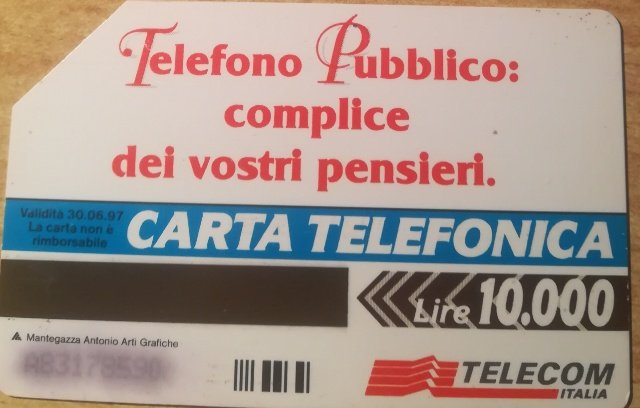 Telefono Pubblico:
complice
dei vostri pensieri.
Validità 30.06.97
La carta non è
rimborsabile
CARTA TELEFONICA
Lire 10.000
Mantegazza Antonio Arti Grafiche
TELECOM
ITALIA